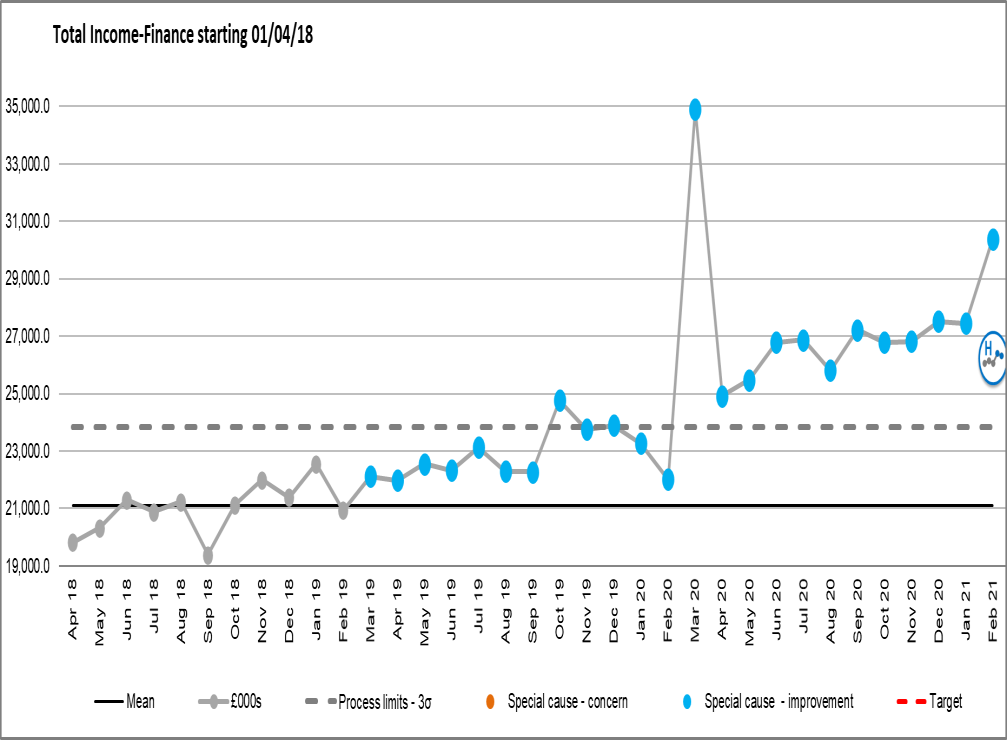 Total Income-Finance starting 01/04/18
35,000.0
33,000.0
31,000.0
29,000.0
27,000.0
25,000.0
23,000.0
21,000.0
19,000.0
H
Apr 18
May 18
Jun 18
Jul 18
Aug 18
Sep 18
Oct 18
Nov 18
Dec 18
Jan 19
Feb 19
Mar 19
Apr 19
May 19
Jun 19
Jul 19
Aug 19
Sep 19
Oct 19
Nov 19
Dec 19
Jan 20
Feb 20
Mar 20
Apr 20
May 20
Jun 20
Jul 20
Aug 20
Sep 20
Oct 20
Nov 20
Dec 20
Jan 21
Feb 21
Mean
£000s
Process limits - 3σ
Special cause - concern
Special cause - improvement
Target